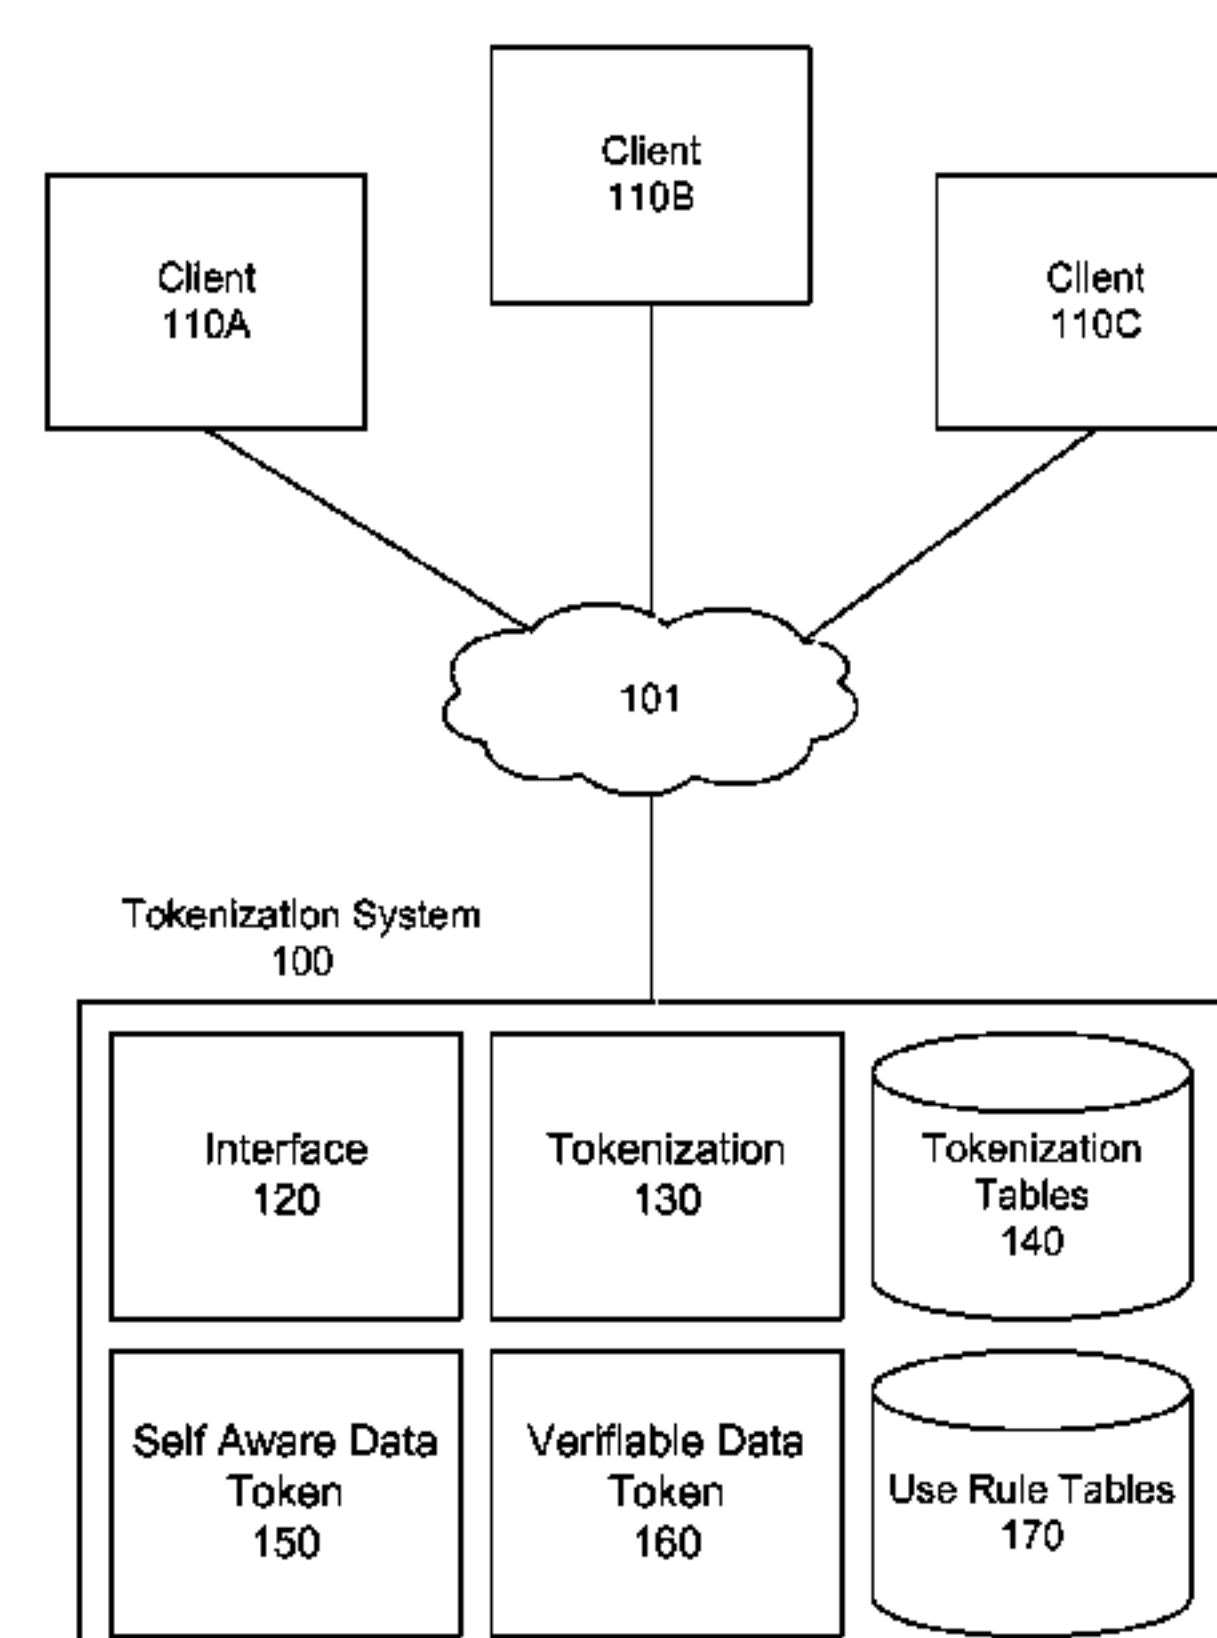 Client
110B
Client
110A
Client
110C
101
Tokenization System
100
Interface
120
Tokenization
130
Tokenization
Tables
140
Self Aware Data
Token
150
Verifiable Data
Token
160
Use Rule Tables
170